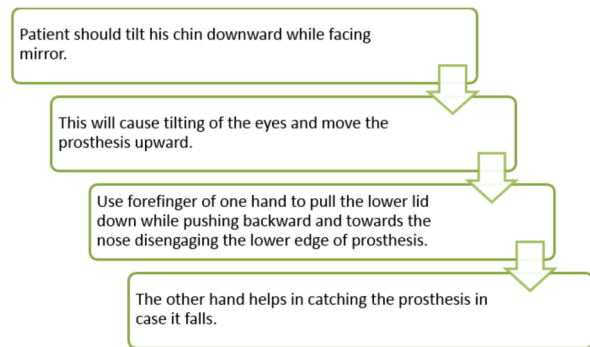 Patient should tilt his chin downward while facing
mirror.
This will cause tilting of the eyes and move the
prosthesis upward.
Use forefinger of one hand to pull the lower lid
down while pushing backward and towards the
nose disengaging the lower edge of prosthesis.
The other hand helps in catching the prosthesis in
case it falls.